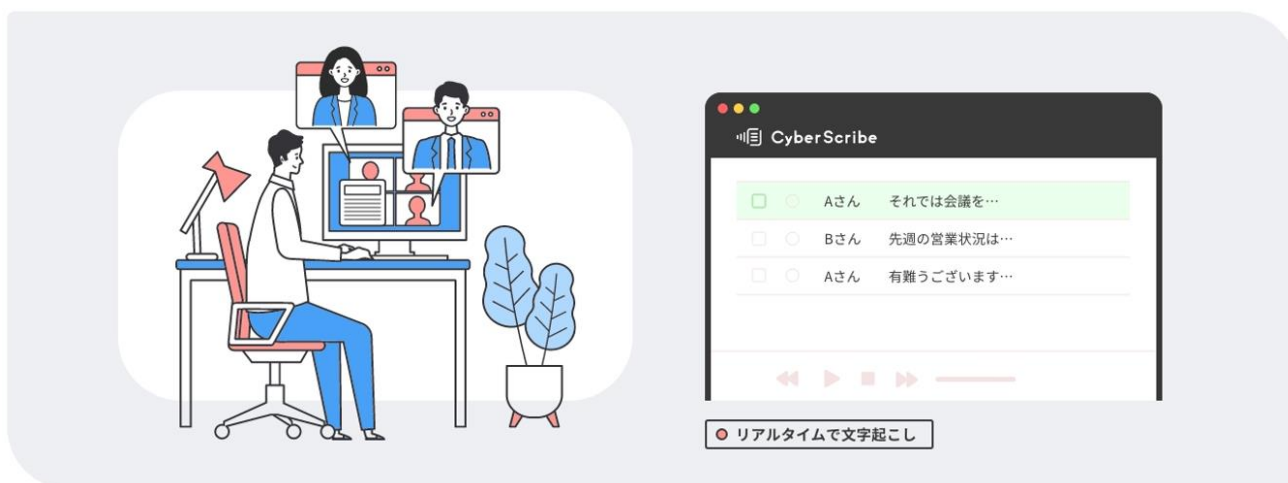 CyberScribe
Aさん それでは会議を…
Bさん 先週の営業状況は…
Aさん 有難うございます…
リアルタイムで文字起こし